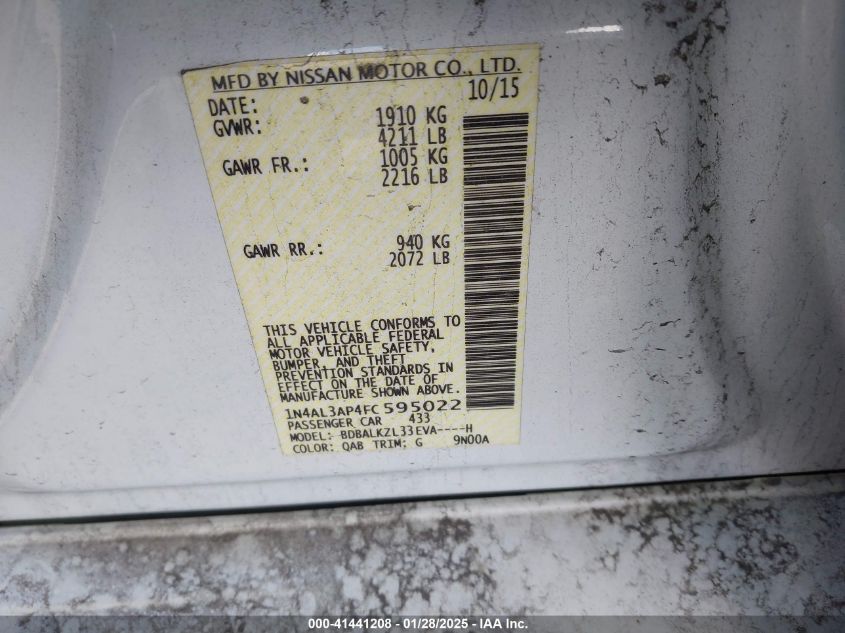 MFD BY NISSAN MOTOR CO., LTD.
DATE: 10/15
GVWR: 1910 KG
4211 LB
GAWR FR.: 1005 KG
2216 LB
GAWR RR.: 940 KG
2072 LB
THIS VEHICLE CONFORMS TO
ALL APPLICABLE FEDERAL
MOTOR VEHICLE SAFETY,
BUMPER, AND THEFT
PREVENTION STANDARDS IN
EFFECT ON THE DATE OF
MANUFACTURE SHOWN ABOVE.
1N4AL3AP4FC595022
PASSENGER CAR 433
MODEL: BDBALKZL33EVA----H
COLOR: QAB TRIM: G 9N00A
000-41441208 - 01/28/2025 - IAA Inc.